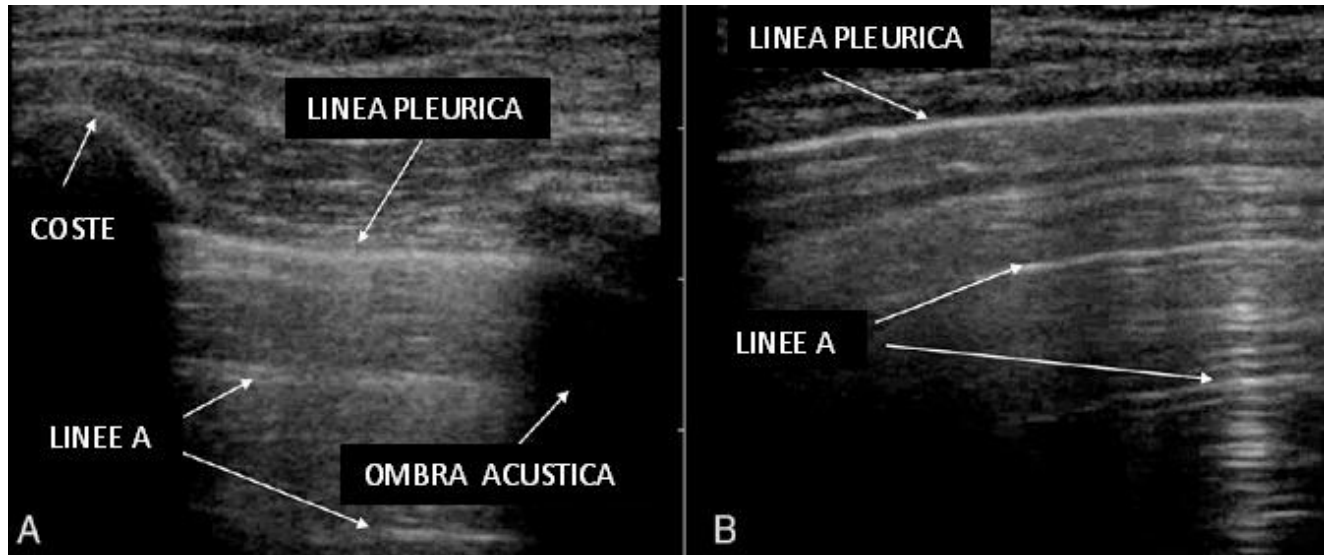 LINEA PLEURICA
COSTE
LINEE A
OMBRA ACUSTICA
A
LINEA PLEURICA
LINEE A
B